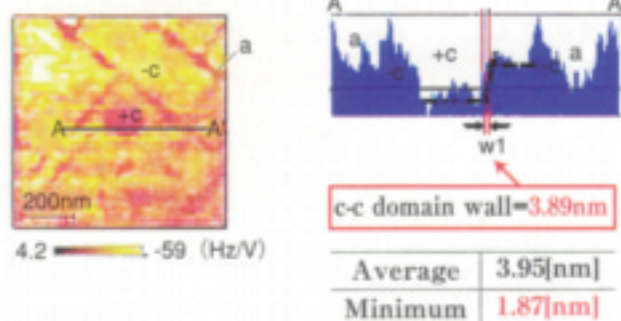 a
-c
+c
A A'
200nm
4.2 -59 (Hz/V)
A A
a +c a
-c
w1
c-c domain wall=3.89nm
Average 3.95[nm]
Minimum 1.87[nm]